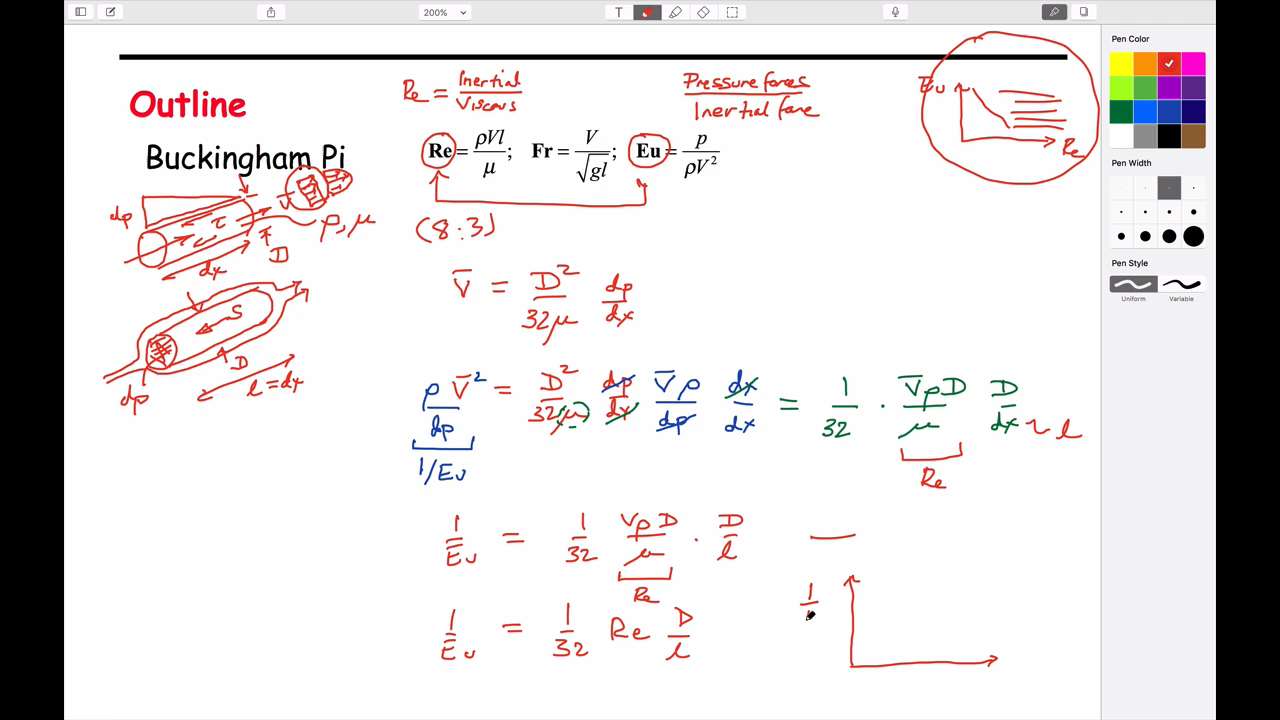 200%
T
Pen Color
Pen Width
Pen Style
Uniform Variable
Outline
Buckingham Pi
Re = Inertial / Viscous
Pressure forces / Inertial force
Re = ρVl / μ ; Fr = V / √gl ; Eu = p / ρV²
Eu
Re
(8:3)
dp
τ
V
ρ, μ
D
dx
S
D
l = dx
dp
V̅ = D² / 32μ dp / dx
ρ V̅² / dp = D² / 32μ dp / dx V̅ρ / dp dx / dx = 1 / 32 · V̅ρD / μ D / dx ~ l
1/Eu
Re
1 / Eu = 1 / 32 VρD / μ · D / l
Re
1 / Eu = 1 / 32 Re D / l
1